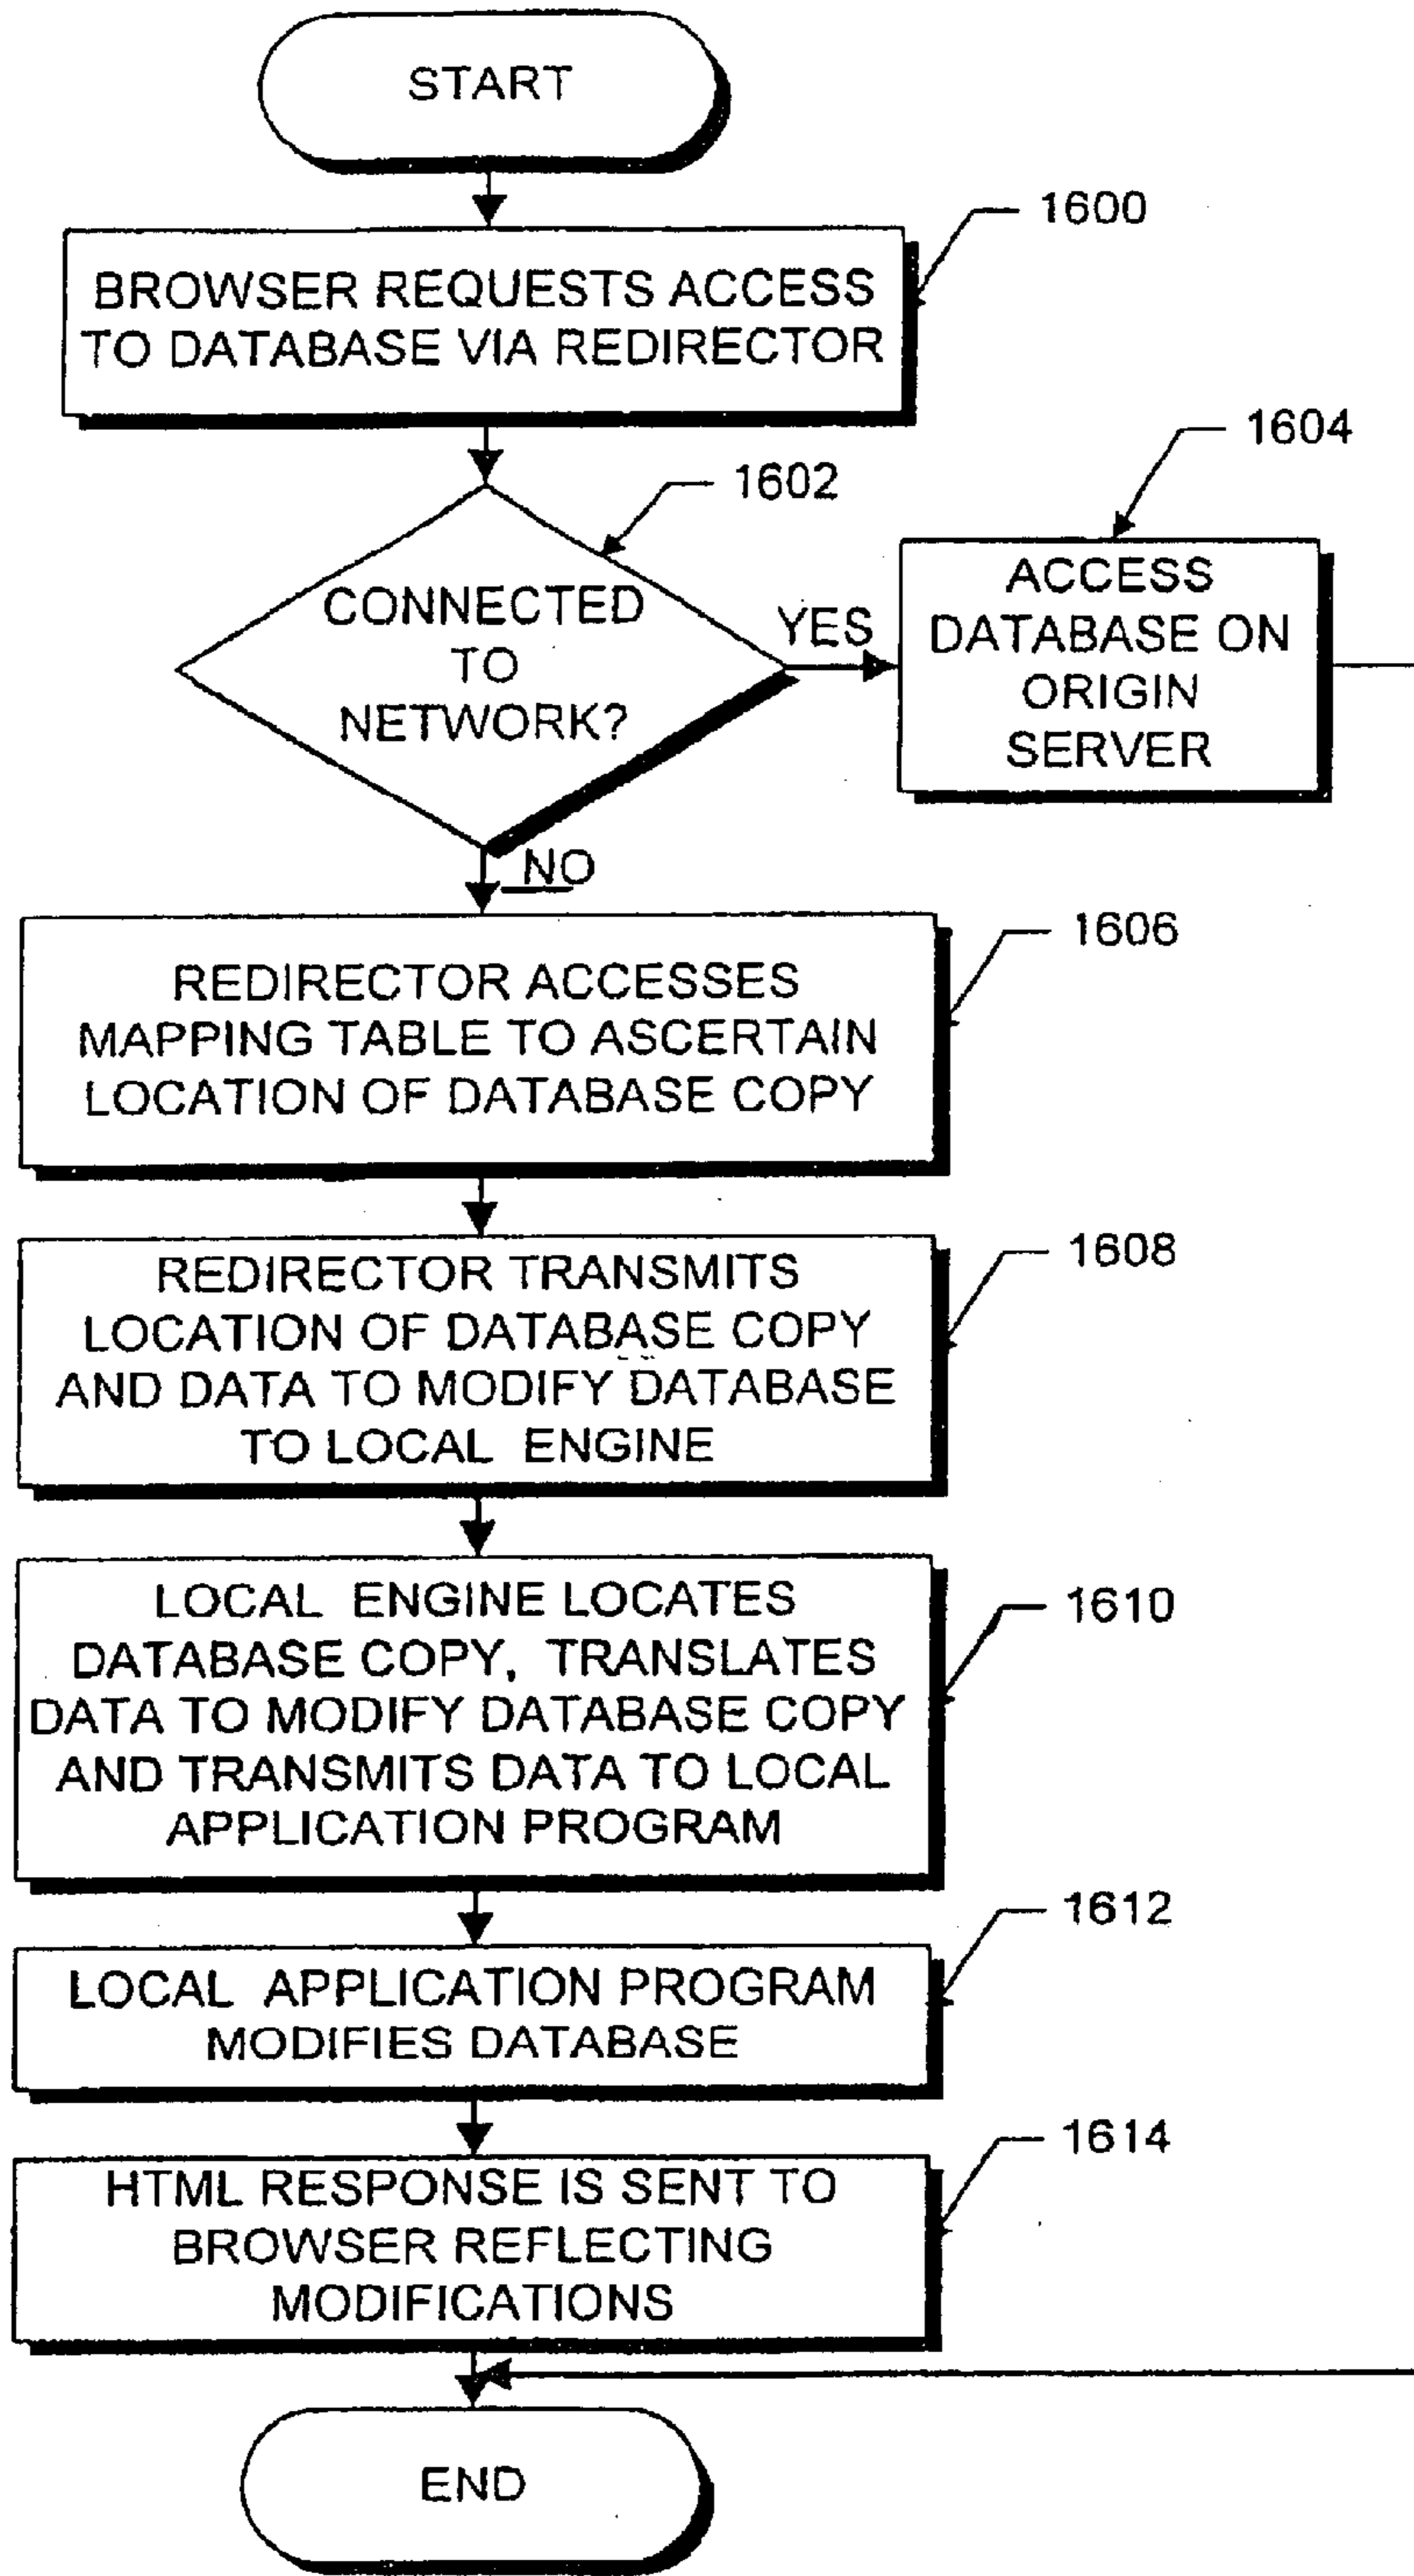 START
1600
BROWSER REQUESTS ACCESS
TO DATABASE VIA REDIRECTOR
1602
CONNECTED
TO
NETWORK?
YES
1604
ACCESS
DATABASE ON
ORIGIN
SERVER
NO
1606
REDIRECTOR ACCESSES
MAPPING TABLE TO ASCERTAIN
LOCATION OF DATABASE COPY
1608
REDIRECTOR TRANSMITS
LOCATION OF DATABASE COPY
AND DATA TO MODIFY DATABASE
TO LOCAL ENGINE
1610
LOCAL ENGINE LOCATES
DATABASE COPY, TRANSLATES
DATA TO MODIFY DATABASE COPY
AND TRANSMITS DATA TO LOCAL
APPLICATION PROGRAM
1612
LOCAL APPLICATION PROGRAM
MODIFIES DATABASE
1614
HTML RESPONSE IS SENT TO
BROWSER REFLECTING
MODIFICATIONS
END